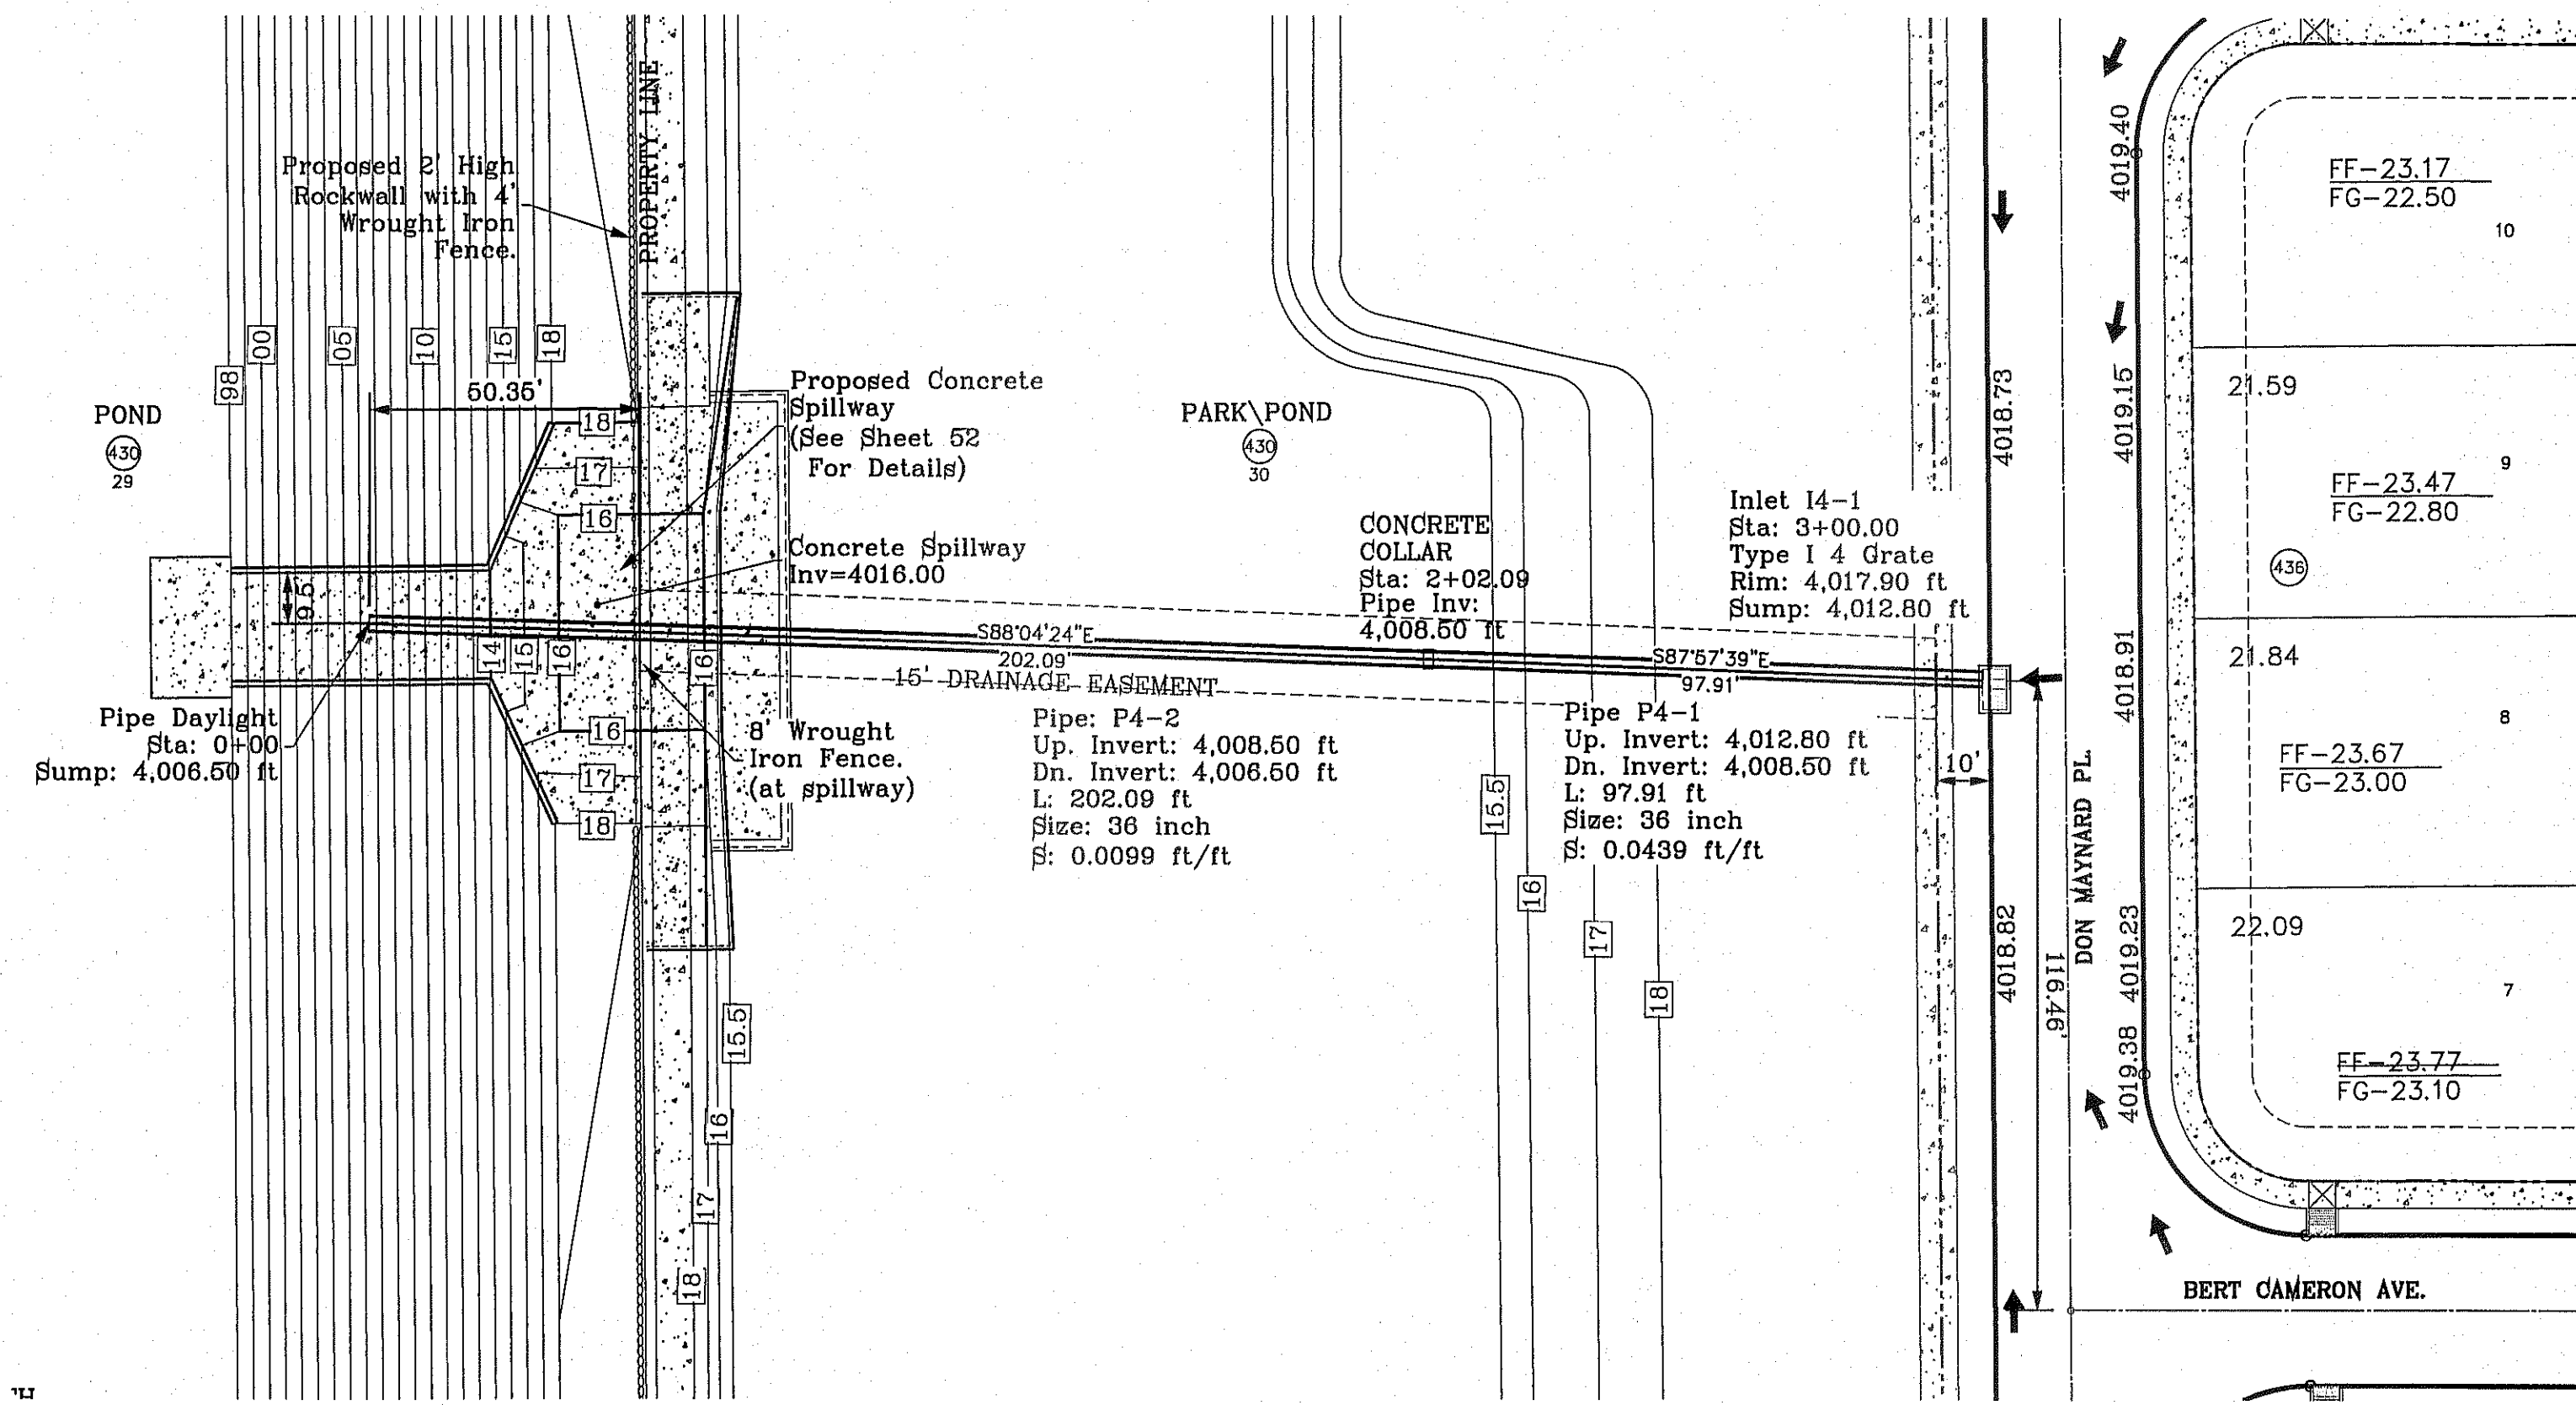 Proposed 2' High
Rockwall with 4'
Wrought Iron
Fence.
PROPERTY LINE
98
00
05
10
15
18
50.35'
POND
430
29
18
17
16
Proposed Concrete
Spillway
(See Sheet 52
For Details)
Concrete Spillway
Inv=4016.00
9.5'
14
15
16
16
16
17
18
Pipe Daylight
Sta: 0+00
Sump: 4,006.50 ft
8' Wrought
Iron Fence.
(at spillway)
S88°04'24"E
202.09'
15' DRAINAGE EASEMENT
PARK\POND
430
30
CONCRETE
COLLAR
Sta: 2+02.09
Pipe Inv:
4,008.50 ft
Inlet I4-1
Sta: 3+00.00
Type I 4 Grate
Rim: 4,017.90 ft
Sump: 4,012.80 ft
S87°57'39"E
97.91'
Pipe: P4-2
Up. Invert: 4,008.50 ft
Dn. Invert: 4,006.50 ft
L: 202.09 ft
Size: 36 inch
S: 0.0099 ft/ft
Pipe P4-1
Up. Invert: 4,012.80 ft
Dn. Invert: 4,008.50 ft
L: 97.91 ft
Size: 36 inch
S: 0.0439 ft/ft
10'
15.5
16
17
18
15.5
16
17
18
4018.73
4018.82
116.46'
DON MAYNARD PL.
4019.40
4019.15
4018.91
4019.23
4019.38
FF-23.17
FG-22.50
10
21.59
FF-23.47
FG-22.80
9
436
21.84
FF-23.67
FG-23.00
8
22.09
7
FF-23.77
FG-23.10
BERT CAMERON AVE.